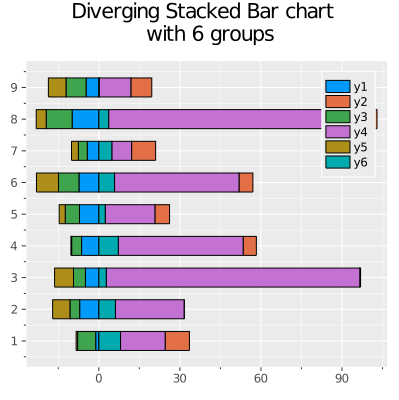 Diverging Stacked Bar chart
with 6 groups
9
8
7
6
5
4
3
2
1
y1
y2
y3
y4
y5
y6
0 30 60 90